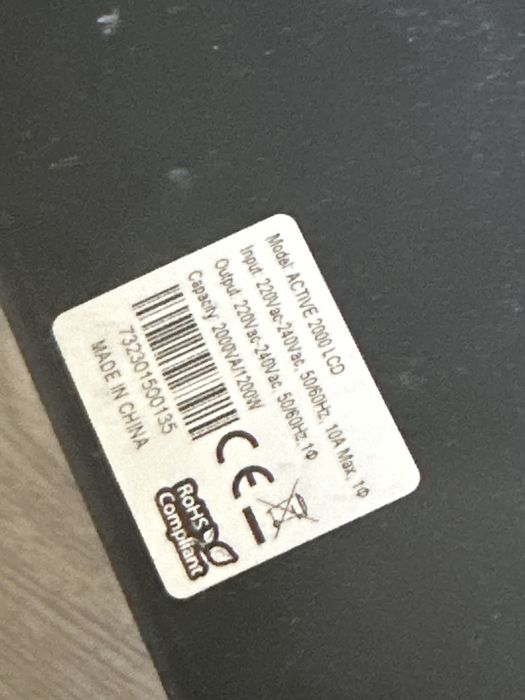 Model: ACTIVE 2000 LCD
Input: 220Vac-240Vac, 50/60Hz, 10A Max, 1Φ
Output: 220Vac-240Vac, 50/60Hz,1Φ
Capacity: 2000VA/1200W
732301500135
MADE IN CHINA
CE
RoHS
Compliant